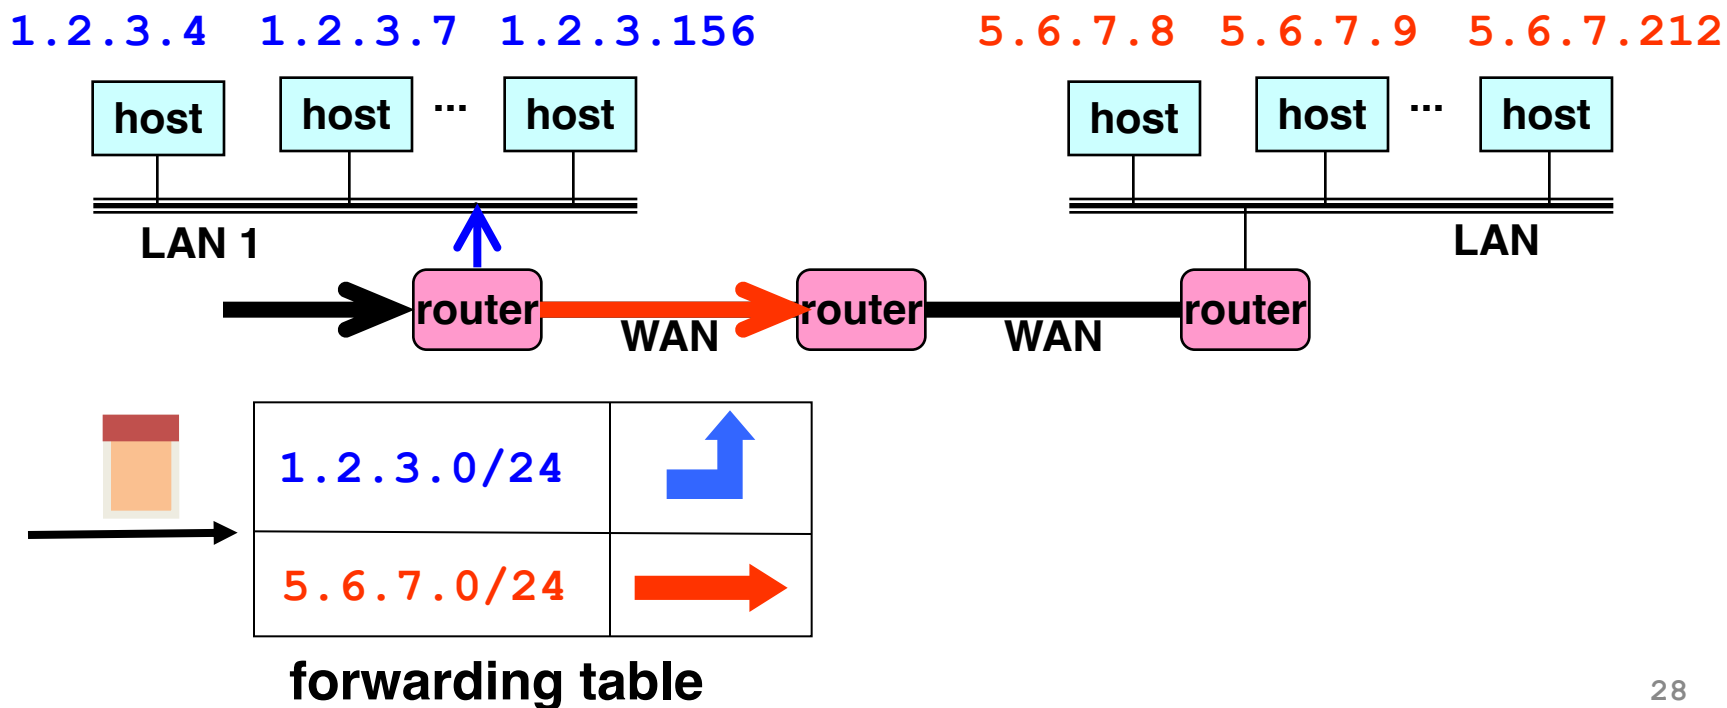 1.2.3.4 1.2.3.7 1.2.3.156 5.6.7.8 5.6.7.9 5.6.7.212
host host ... host host host ... host
LAN 1 LAN
router router router
WAN WAN
1.2.3.0/24
5.6.7.0/24
forwarding table
28